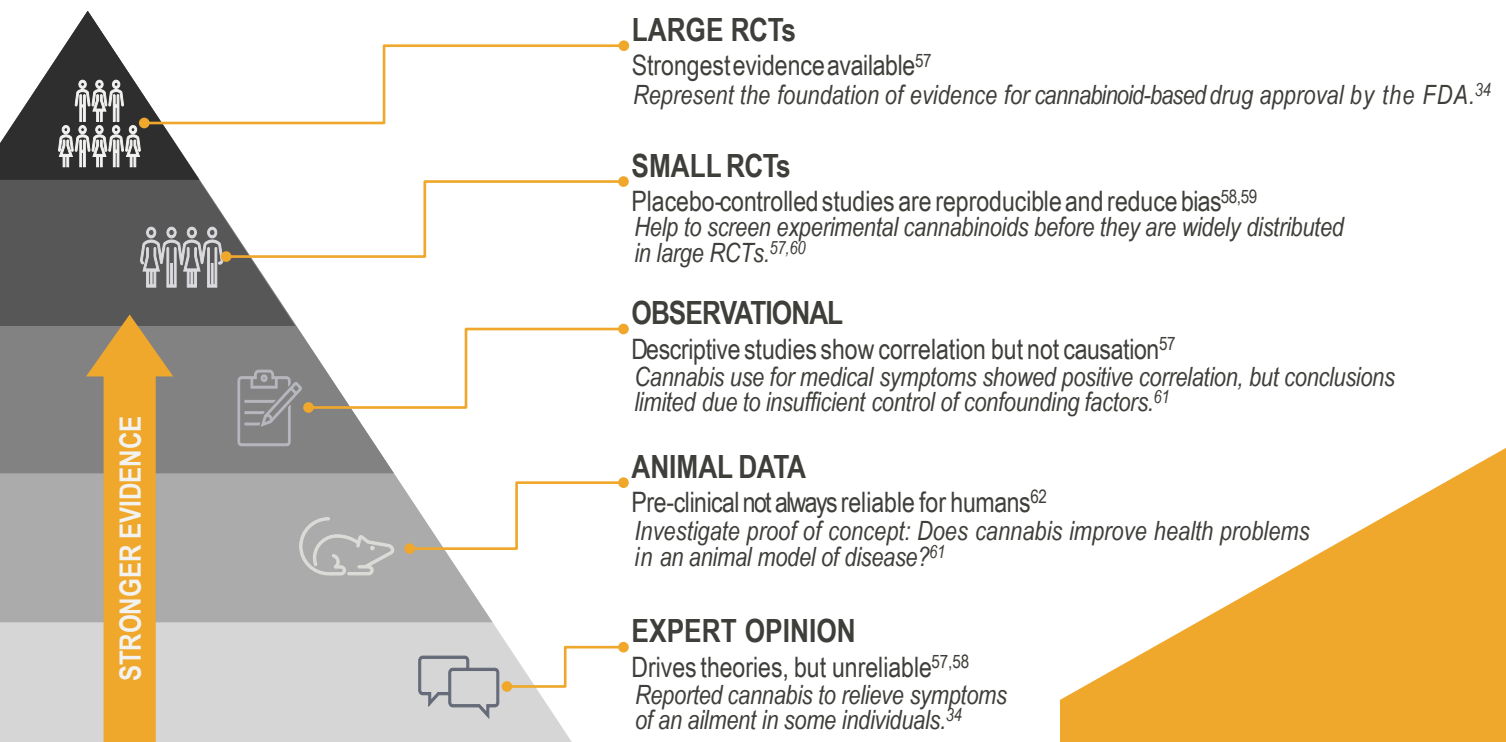 LARGE RCTs
Strongest evidence available57
Represent the foundation of evidence for cannabinoid-based drug approval by the FDA.34
SMALL RCTs
Placebo-controlled studies are reproducible and reduce bias58,59
Help to screen experimental cannabinoids before they are widely distributed
in large RCTs.57,60
OBSERVATIONAL
Descriptive studies show correlation but not causation57
Cannabis use for medical symptoms showed positive correlation, but conclusions
limited due to insufficient control of confounding factors.61
ANIMAL DATA
Pre-clinical not always reliable for humans62
Investigate proof of concept: Does cannabis improve health problems
in an animal model of disease?61
EXPERT OPINION
Drives theories, but unreliable57,58
Reported cannabis to relieve symptoms
of an ailment in some individuals.34
STRONGER EVIDENCE